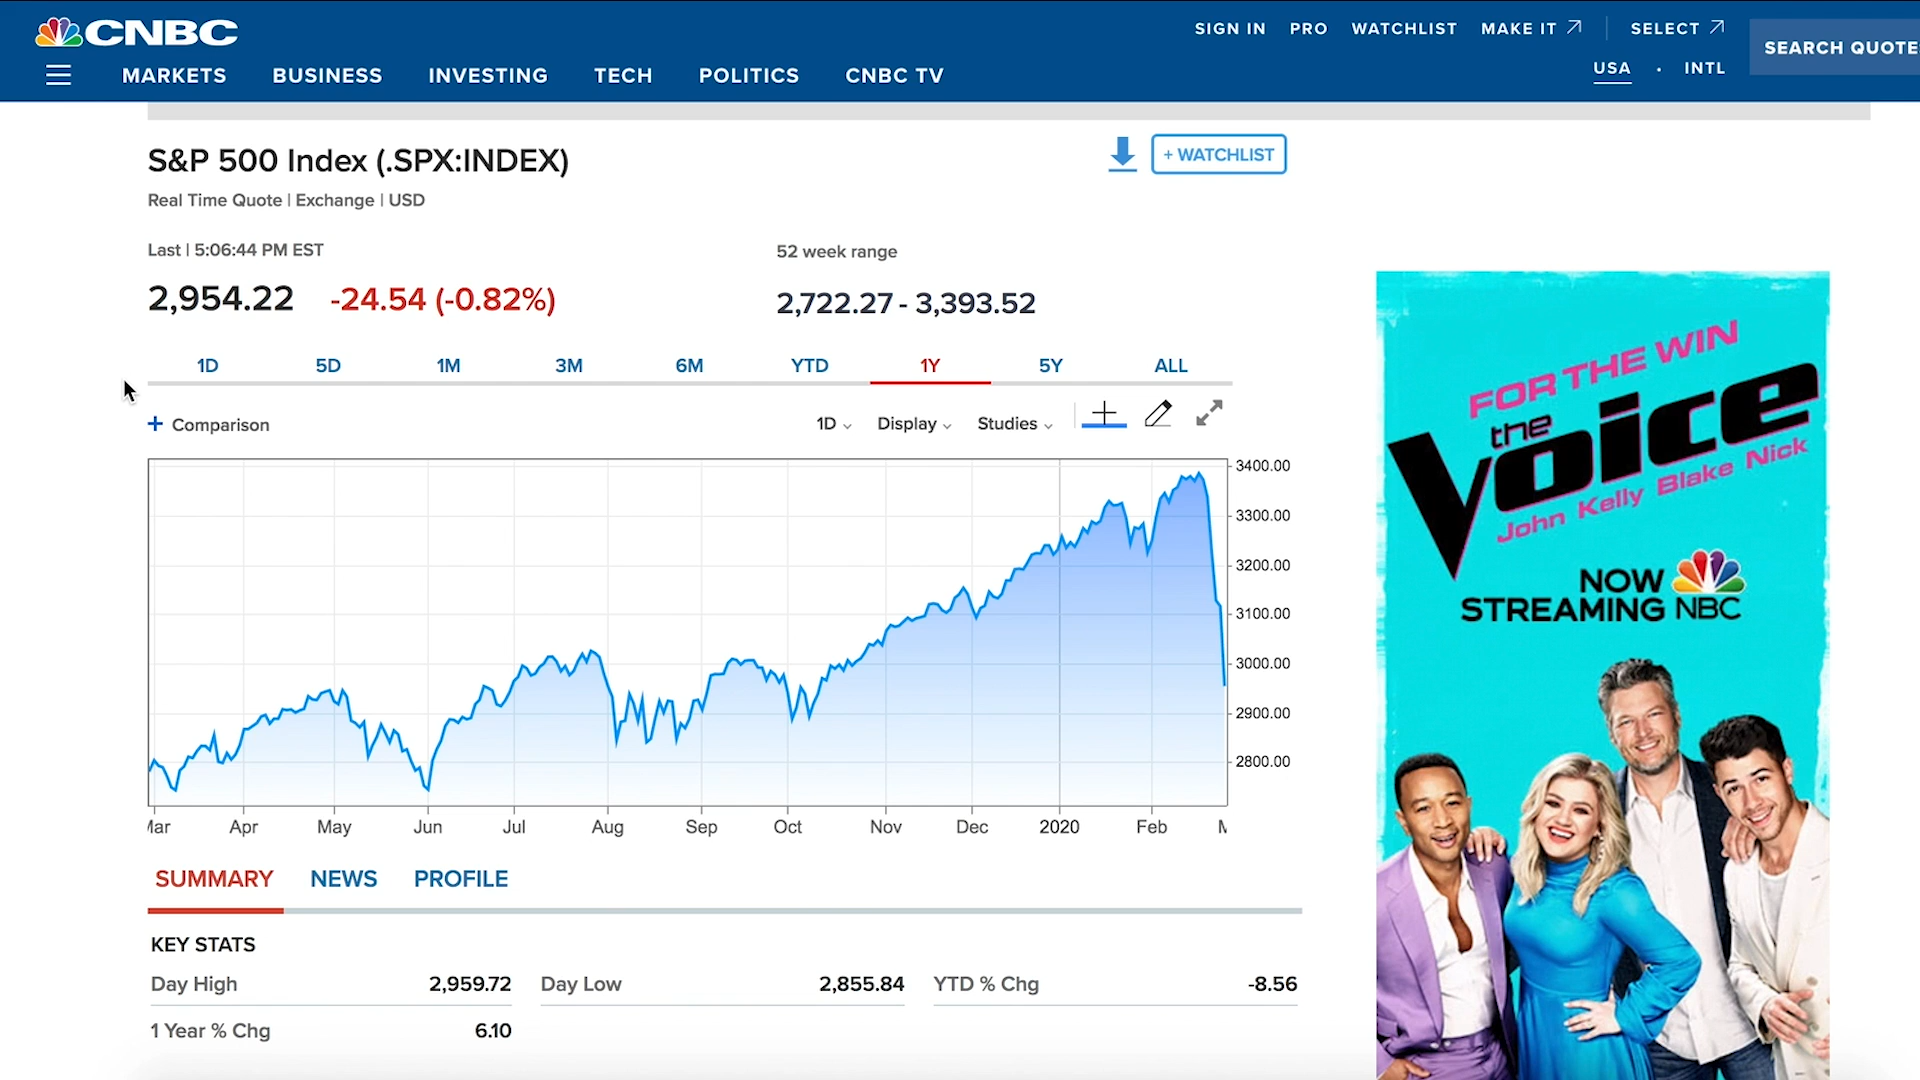 CNBC
SIGN IN PRO WATCHLIST MAKE IT SELECT
SEARCH QUOTE
USA · INTL
MARKETS BUSINESS INVESTING TECH POLITICS CNBC TV
S&P 500 Index (.SPX:INDEX)
+ WATCHLIST
Real Time Quote | Exchange | USD
Last | 5:06:44 PM EST
52 week range
2,954.22 -24.54 (-0.82%)
2,722.27 - 3,393.52
1D 5D 1M 3M 6M YTD 1Y 5Y ALL
+ Comparison
1D Display Studies
3400.00
3300.00
3200.00
3100.00
3000.00
2900.00
2800.00
Mar Apr May Jun Jul Aug Sep Oct Nov Dec 2020 Feb M
SUMMARY NEWS PROFILE
KEY STATS
Day High 2,959.72 Day Low 2,855.84 YTD % Chg -8.56
1 Year % Chg 6.10
FOR THE WIN
the
Voice
John Kelly Blake Nick
NOW
STREAMING NBC